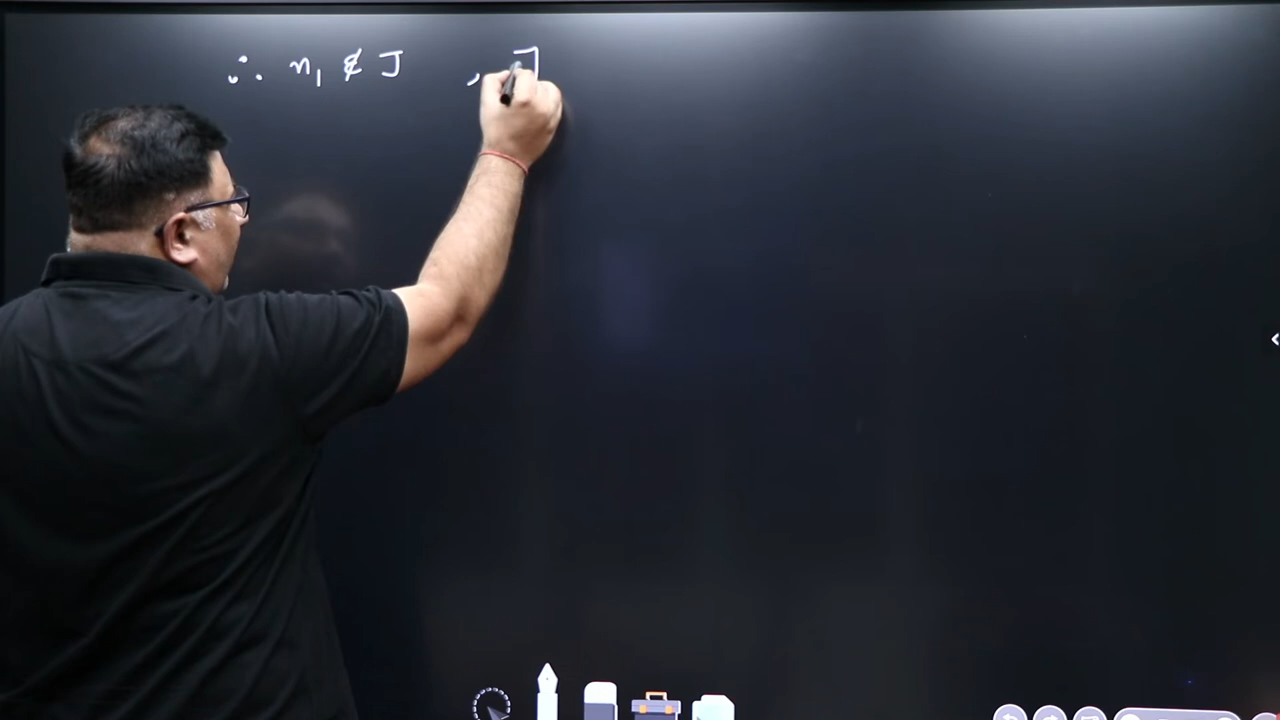 ∴ n₁ ∉ J , ∃